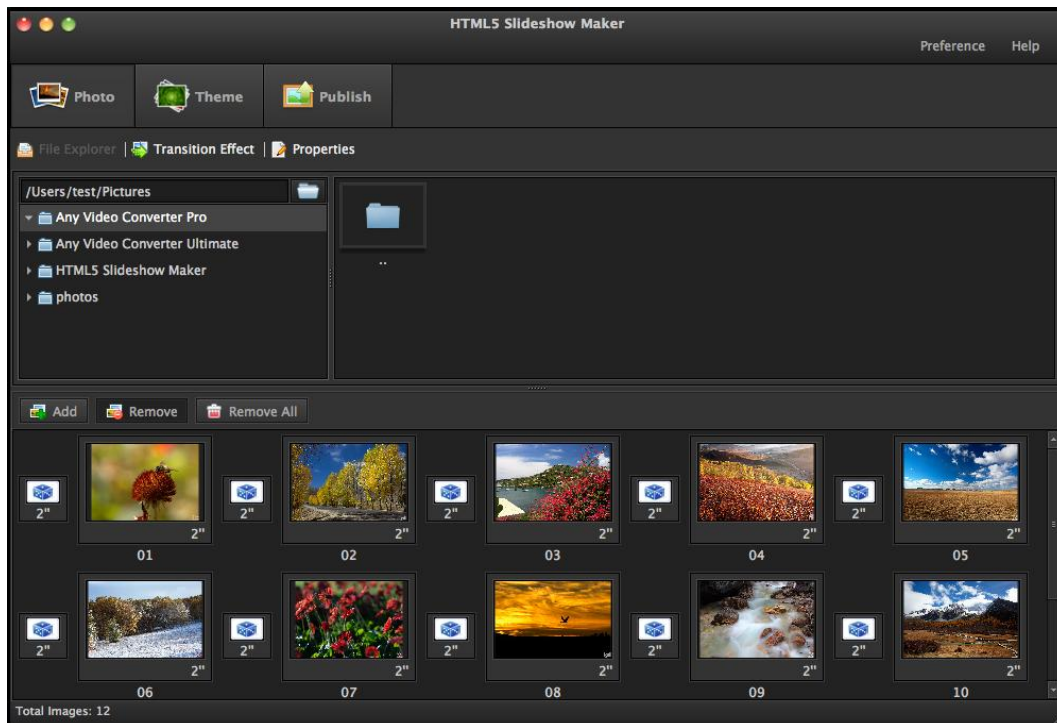 HTML5 Slideshow Maker
Preference Help
Photo Theme Publish
File Explorer | Transition Effect | Properties
/Users/test/Pictures
Any Video Converter Pro
Any Video Converter Ultimate
HTML5 Slideshow Maker
photos
..
Add Remove Remove All
2" 2" 2" 2" 2"
2" 2" 2" 2" 2"
01 02 03 04 05
2" 2" 2" 2" 2"
2" 2" 2" 2" 2"
06 07 08 09 10
Total Images: 12